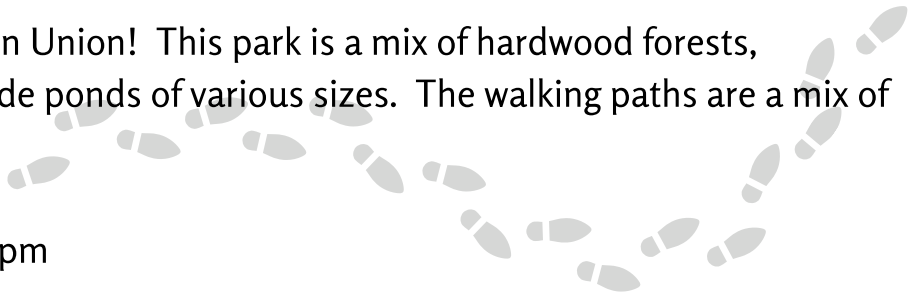 n Union! This park is a mix of hardwood forests,
de ponds of various sizes. The walking paths are a mix of
pm